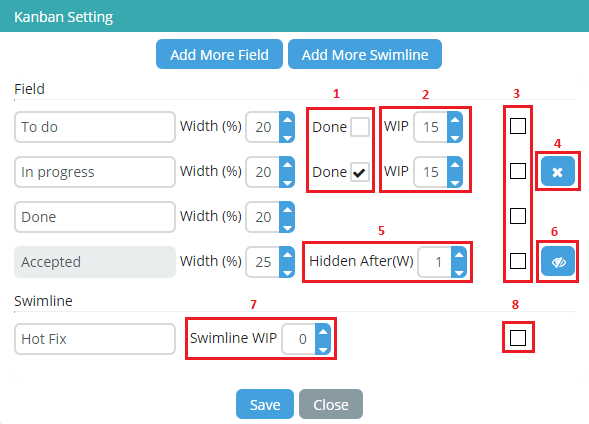 Kanban Setting
Add More Field Add More Swimline
Field
1 2 3
To do Width (%) 20 Done WIP 15
4
In progress Width (%) 20 Done WIP 15
Done Width (%) 20
5 6
Accepted Width (%) 25 Hidden After(W) 1
Swimline 7 8
Hot Fix Swimline WIP 0
Save Close